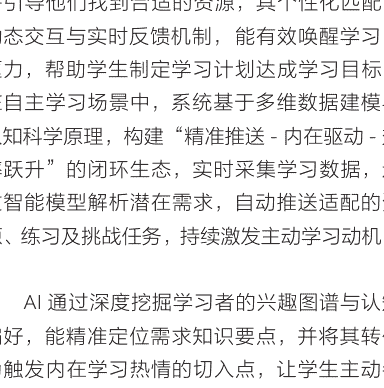 引导他们找到合适的资源，其个性化匹配
动态交互与实时反馈机制，能有效唤醒学习
力，帮助学生制定学习计划达成学习目标
在自主学习场景中，系统基于多维数据建模
认知科学原理，构建“精准推送 - 内在驱动 -
跃升”的闭环生态，实时采集学习数据，
智能模型解析潜在需求，自动推送适配的
、练习及挑战任务，持续激发主动学习动机
AI 通过深度挖掘学习者的兴趣图谱与认知
偏好，能精准定位需求知识要点，并将其转化
为触发内在学习热情的切入点，让学生主动